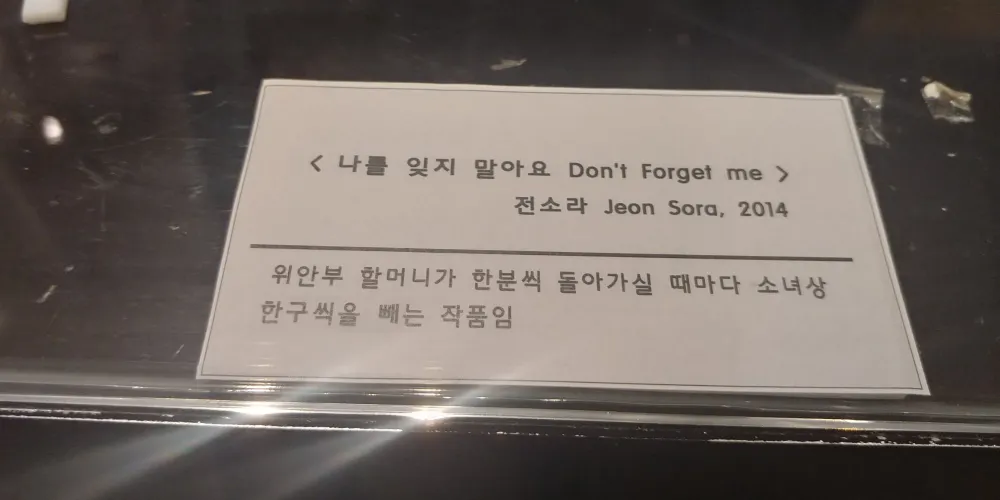 < 나를 잊지 말아요 Don't Forget me >
전소라 Jeon Sora, 2014
위안부 할머니가 한분씩 돌아가실 때마다 소녀상
한구씩을 빼는 작품임